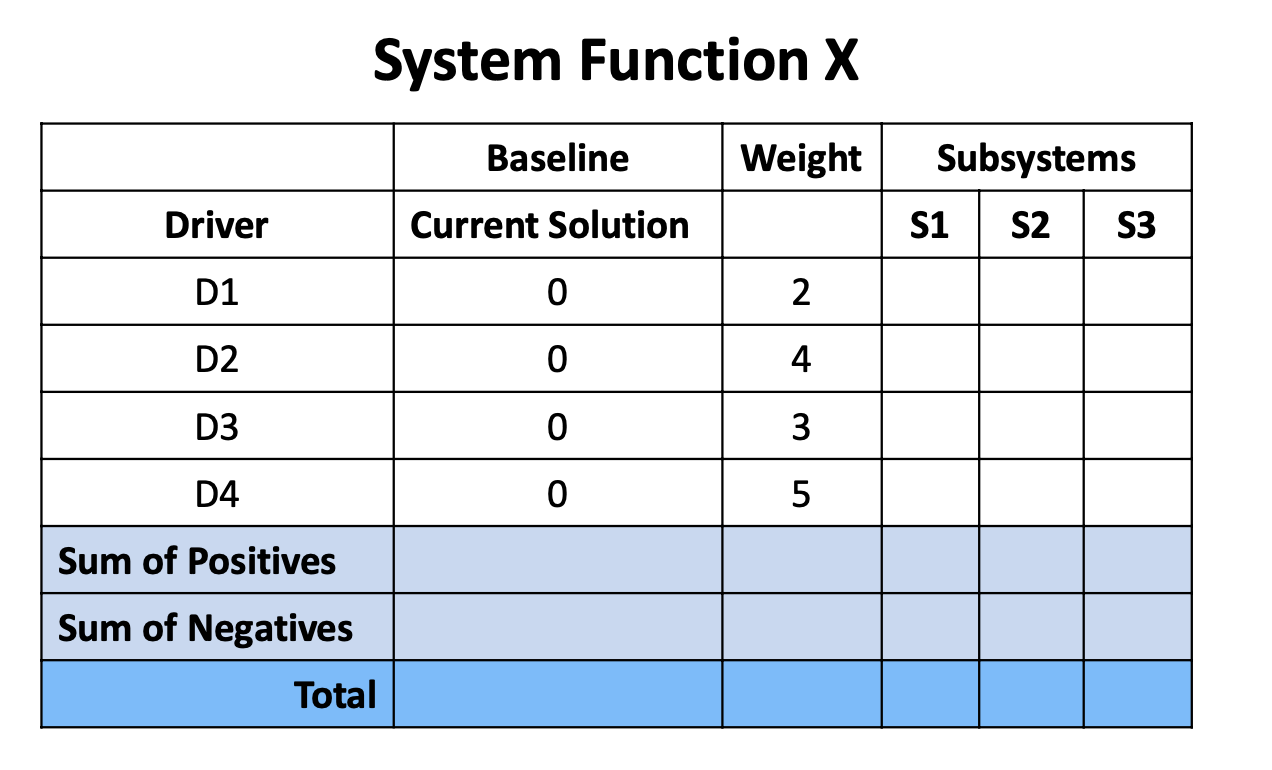 System Function X
Baseline Weight Subsystems
Driver Current Solution S1 S2 S3
D1 0 2
D2 0 4
D3 0 3
D4 0 5
Sum of Positives
Sum of Negatives
Total